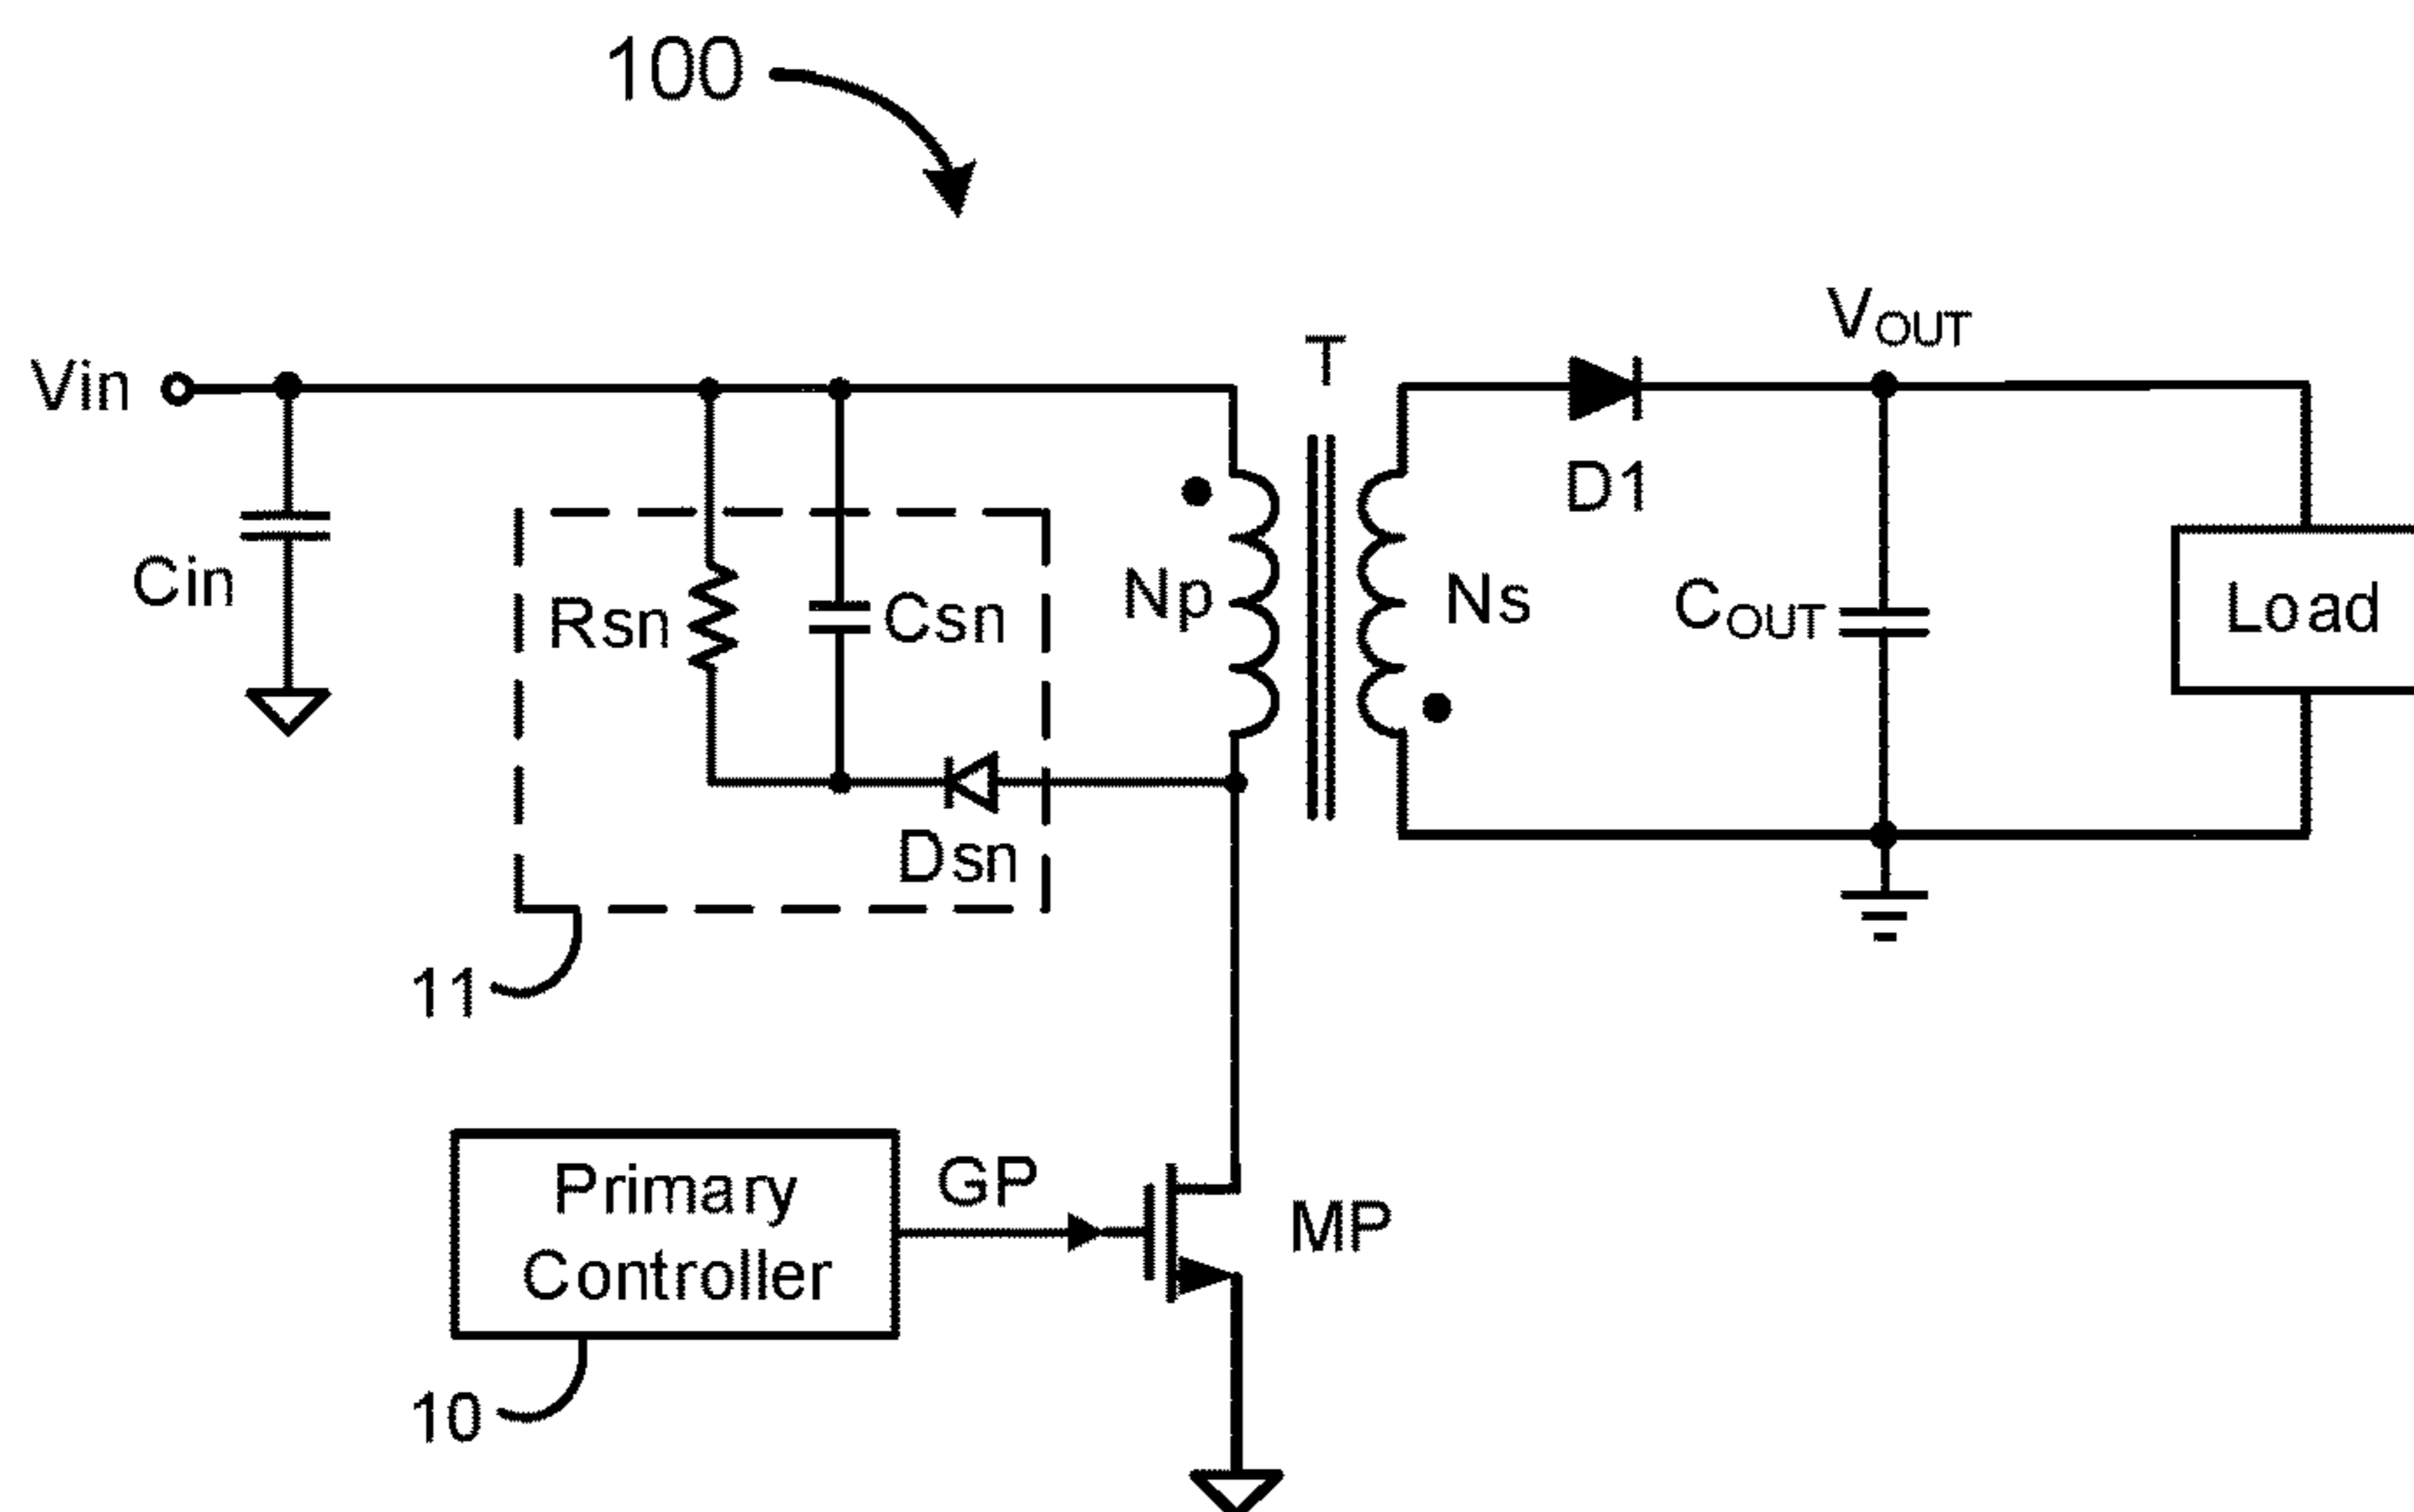 100
Vin
Cin
Rsn
Csn
Dsn
11
T
Np
Ns
D1
VOUT
COUT
Load
Primary
Controller
10
GP
MP